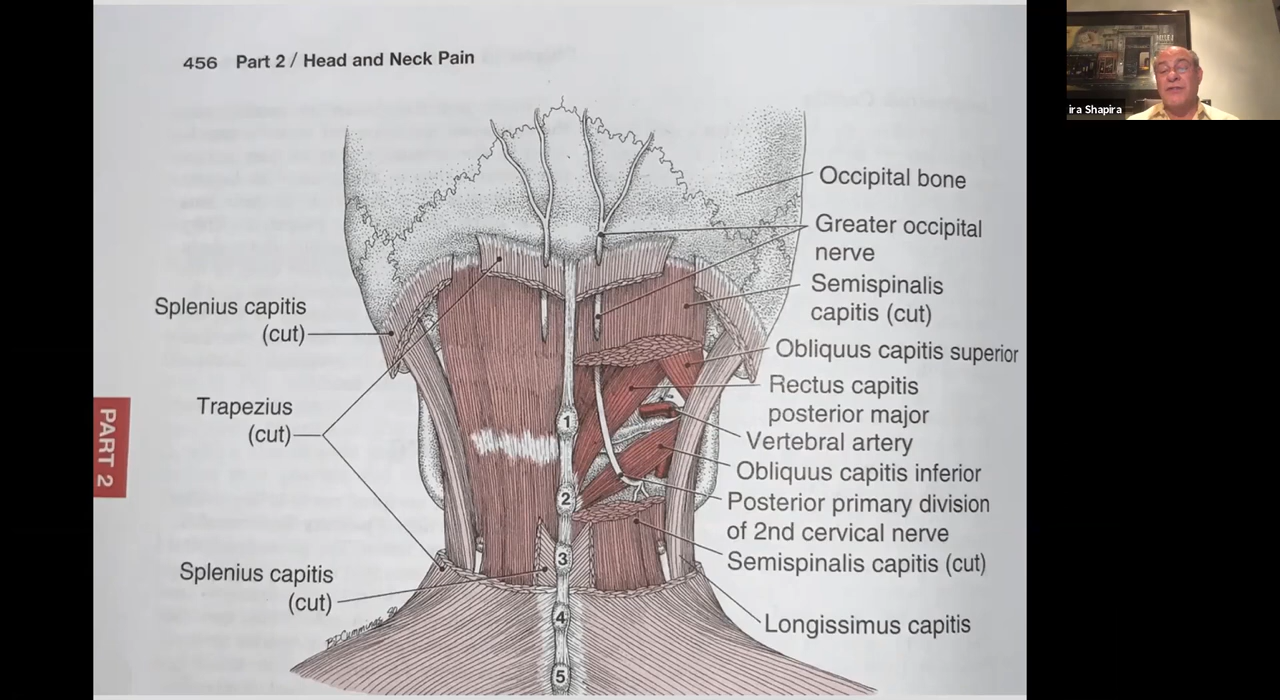 456 Part 2 / Head and Neck Pain
ira Shapira
Occipital bone
Greater occipital
nerve
Semispinalis
capitis (cut)
Obliquus capitis superior
Rectus capitis
posterior major
Vertebral artery
Obliquus capitis inferior
Posterior primary division
of 2nd cervical nerve
Semispinalis capitis (cut)
Longissimus capitis
Splenius capitis
(cut)
Trapezius
(cut)
Splenius capitis
(cut)
PART 2
1
2
3
4
5